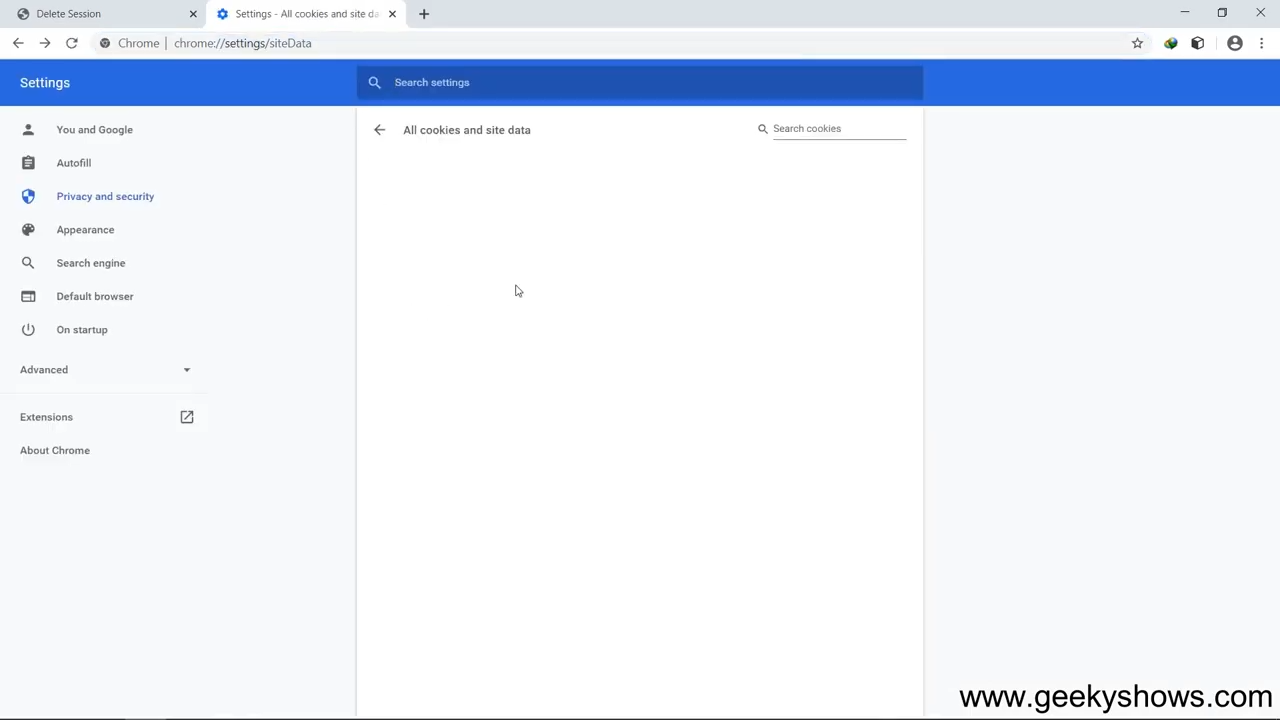 Delete Session
Settings - All cookies and site da
Chrome | chrome://settings/siteData
Settings
Search settings
You and Google
Autofill
Privacy and security
Appearance
Search engine
Default browser
On startup
Advanced
Extensions
About Chrome
All cookies and site data
Search cookies
www.geekyshows.com